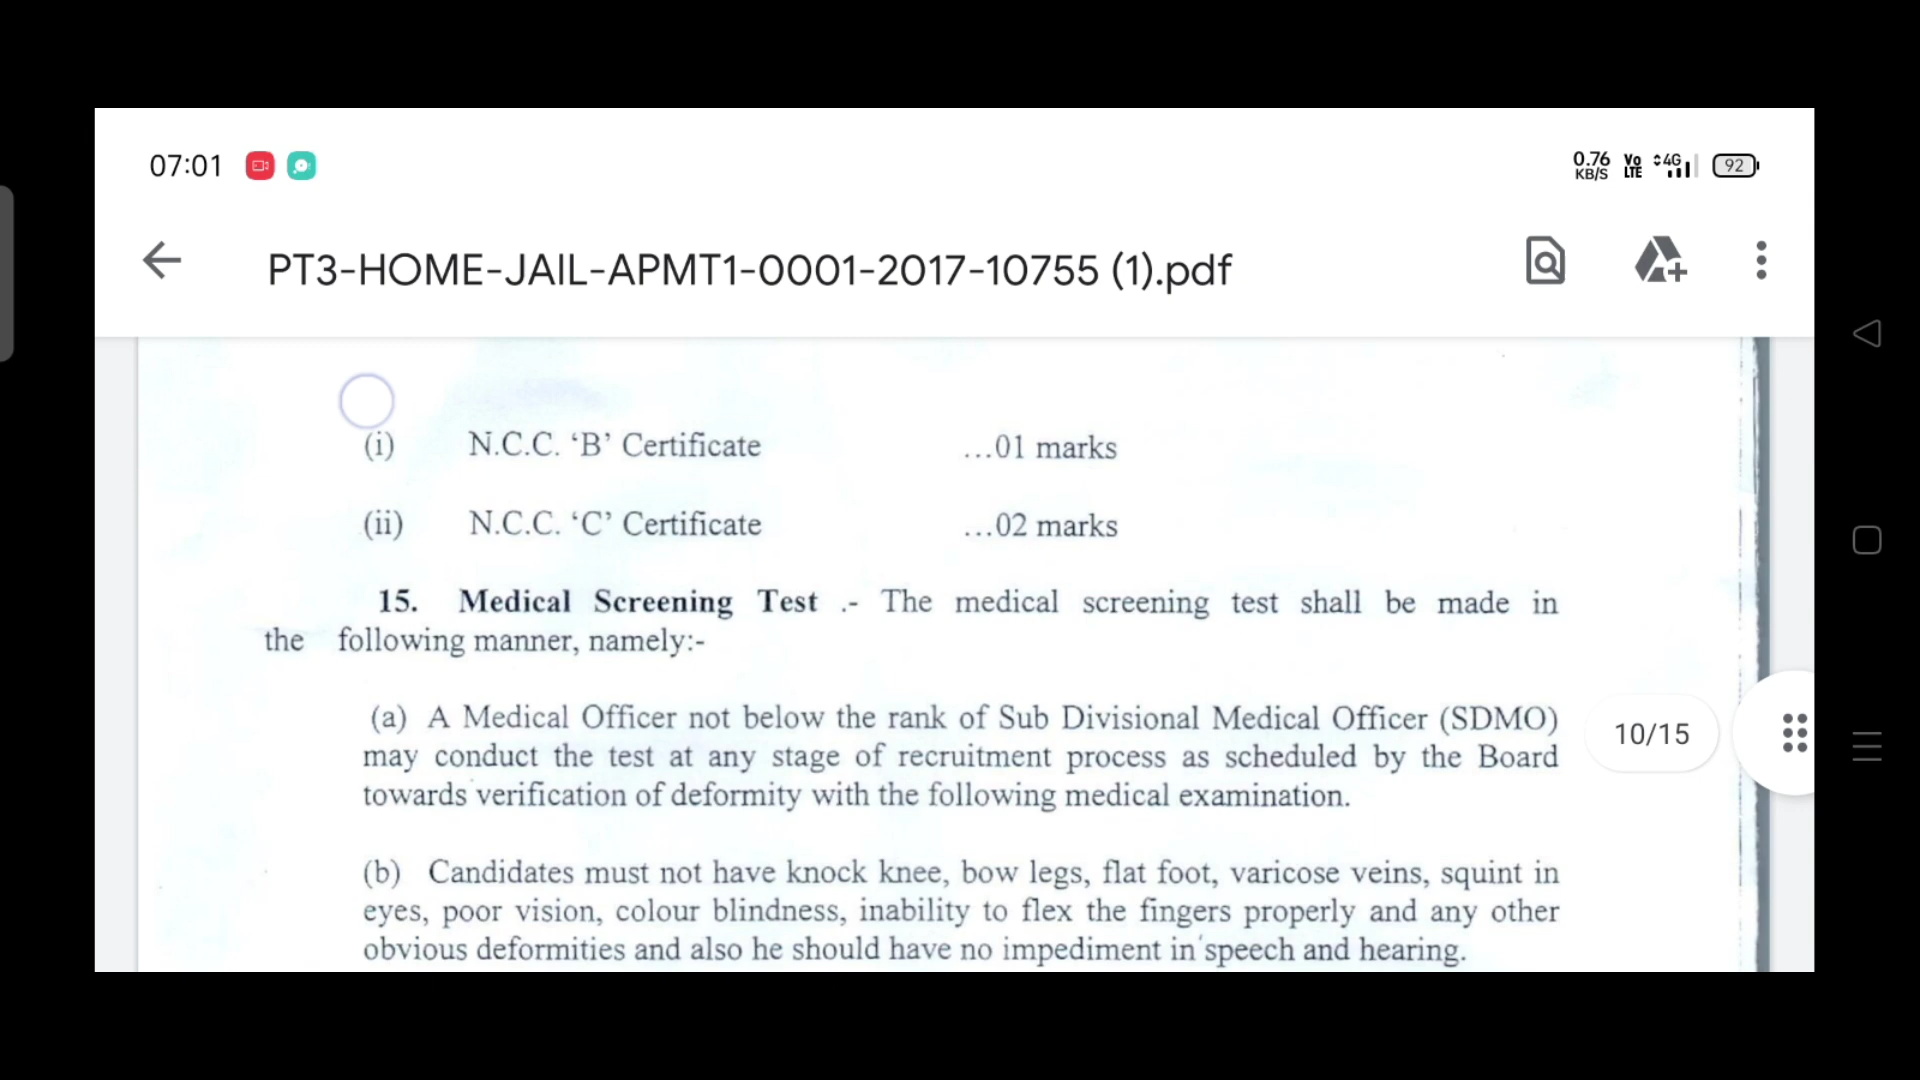 07:01
0.76 KB/S Vo LTE 4G 92
PT3-HOME-JAIL-APMT1-0001-2017-10755 (1).pdf
(i) N.C.C. ‘B’ Certificate ...01 marks
(ii) N.C.C. ‘C’ Certificate ...02 marks
15. Medical Screening Test .- The medical screening test shall be made in
the following manner, namely:-
(a) A Medical Officer not below the rank of Sub Divisional Medical Officer (SDMO)
may conduct the test at any stage of recruitment process as scheduled by the Board
towards verification of deformity with the following medical examination.
10/15
(b) Candidates must not have knock knee, bow legs, flat foot, varicose veins, squint in
eyes, poor vision, colour blindness, inability to flex the fingers properly and any other
obvious deformities and also he should have no impediment in speech and hearing.